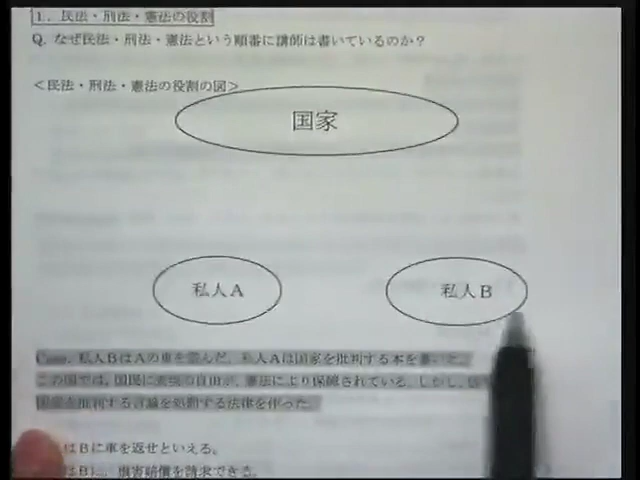 1. 民法・刑法・憲法の役割
Q. なぜ民法・刑法・憲法という順番に講師は書いているのか？
＜民法・刑法・憲法の役割の図＞
国家
私人A
私人B
Case. 私人BはAの車を盗んだ。私人Aは国家を批判する本を書いた。
この国では、国民に表現の自由が、憲法により保障されている。しかし、
国家を批判する言論を処罰する法律を作った。
はBに車を返せといえる。
はBに、損害賠償を請求できる。